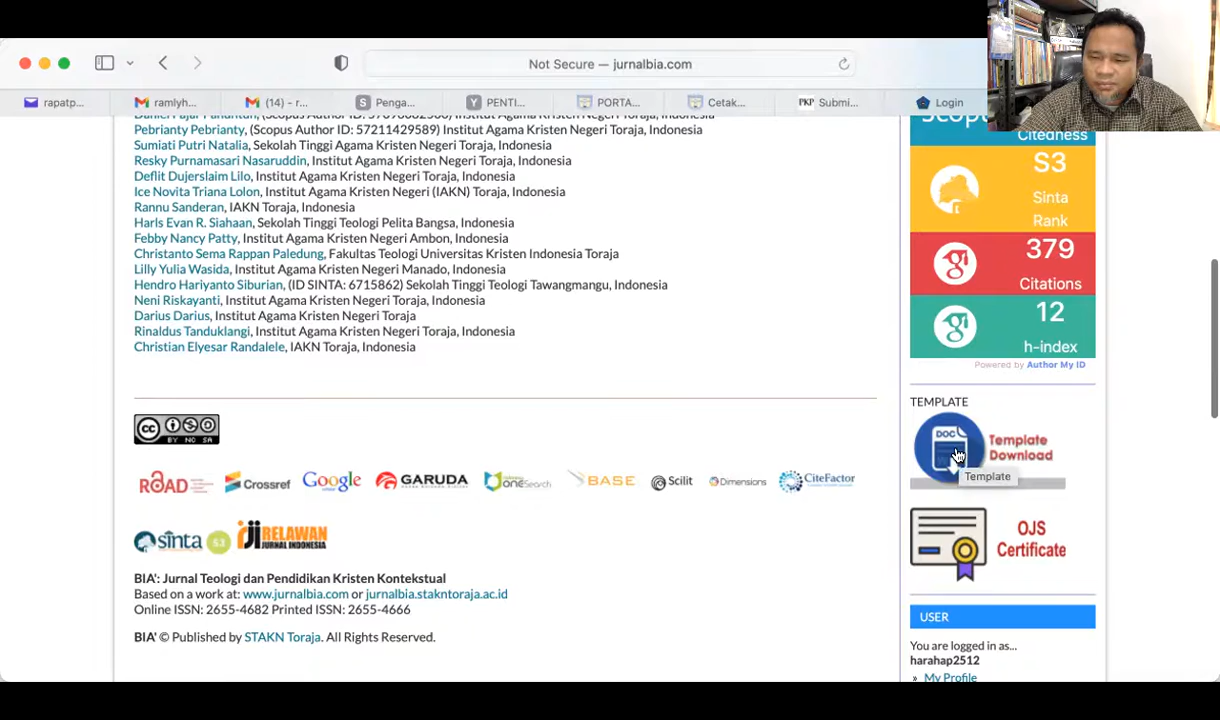 Not Secure — jurnalbia.com
rapatp...
ramlyh...
(14) - r...
Penga...
PENTI...
PORTA...
Cetak...
PKP Submi...
Login
Pebrianty Pebrianty, (Scopus Author ID: 57211429589) Institut Agama Kristen Negeri Toraja, Indonesia
Sumiati Putri Natalia, Sekolah Tinggi Agama Kristen Negeri Toraja, Indonesia
Resky Purnamasari Nasaruddin, Institut Agama Kristen Negeri Toraja, Indonesia
Deflit Dujerslaim Lilo, Institut Agama Kristen Negeri Toraja, Indonesia
Ice Novita Triana Lolon, Institut Agama Kristen Negeri (IAKN) Toraja, Indonesia
Rannu Sanderan, IAKN Toraja, Indonesia
Harls Evan R. Siahaan, Sekolah Tinggi Teologi Pelita Bangsa, Indonesia
Febby Nancy Patty, Institut Agama Kristen Negeri Ambon, Indonesia
Christanto Sema Rappan Paledung, Fakultas Teologi Universitas Kristen Indonesia Toraja
Lilly Yulia Wasida, Institut Agama Kristen Negeri Manado, Indonesia
Hendro Hariyanto Siburian, (ID SINTA: 6715862) Sekolah Tinggi Teologi Tawangmangu, Indonesia
Neni Riskayanti, Institut Agama Kristen Negeri Toraja, Indonesia
Darius Darius, Institut Agama Kristen Negeri Toraja
Rinaldus Tanduklangi, Institut Agama Kristen Negeri Toraja, Indonesia
Christian Elyesar Randalele, IAKN Toraja, Indonesia
cc BY NC SA
ROAD
Crossref
Google
GARUDA
oneSearch
BASE
Scilit
Dimensions
CiteFactor
sinta S3
RJI RELAWAN
JURNAL INDONESIA
BIA': Jurnal Teologi dan Pendidikan Kristen Kontekstual
Based on a work at: www.jurnalbia.com or jurnalbia.stakntoraja.ac.id
Online ISSN: 2655-4682 Printed ISSN: 2655-4666
BIA' © Published by STAKN Toraja. All Rights Reserved.
Citedness
S3
Sinta
Rank
379
Citations
12
h-index
Powered by Author My ID
TEMPLATE
DOC
Template
Download
Template
OJS
Certificate
USER
You are logged in as...
harahap2512
» My Profile